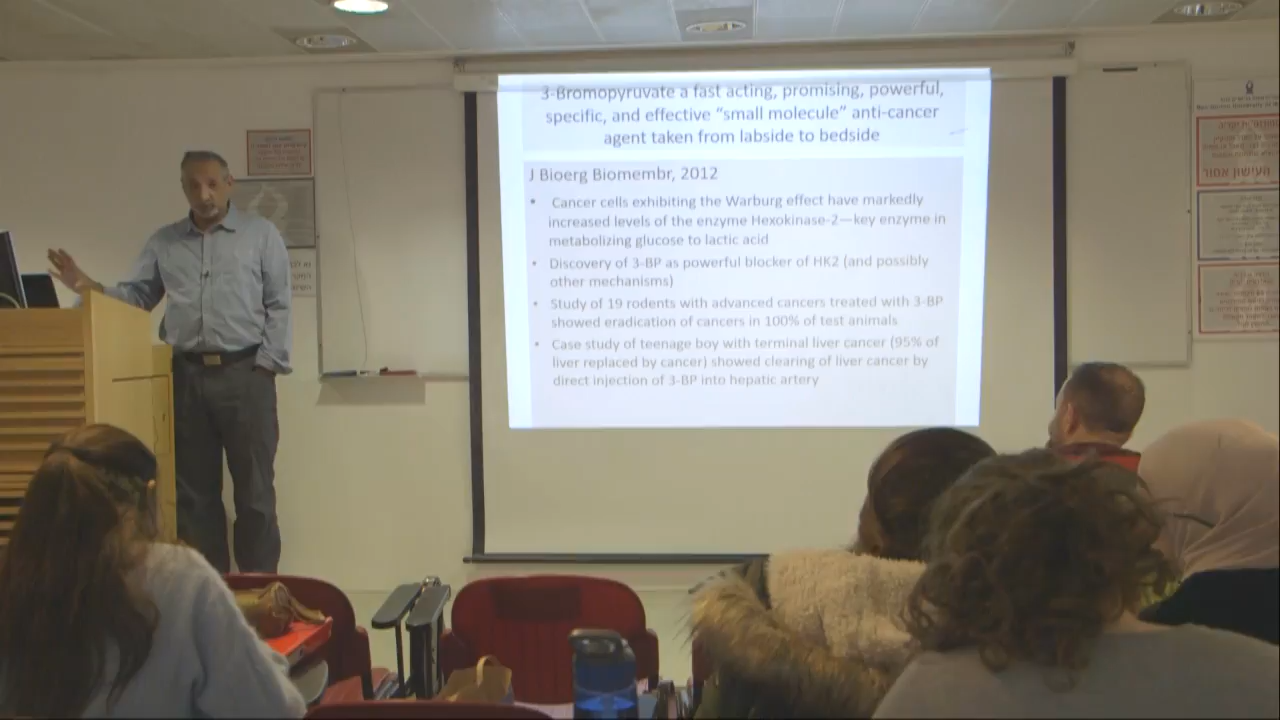 3-Bromopyruvate a fast acting, promising, powerful,
specific, and effective “small molecule” anti-cancer
agent taken from labside to bedside
J Bioerg Biomembr, 2012
• Cancer cells exhibiting the Warburg effect have markedly
increased levels of the enzyme Hexokinase-2—key enzyme in
metabolizing glucose to lactic acid
• Discovery of 3-BP as powerful blocker of HK2 (and possibly
other mechanisms)
• Study of 19 rodents with advanced cancers treated with 3-BP
showed eradication of cancers in 100% of test animals
• Case study of teenage boy with terminal liver cancer (95% of
liver replaced by cancer) showed clearing of liver cancer by
direct injection of 3-BP into hepatic artery
העישון אסור